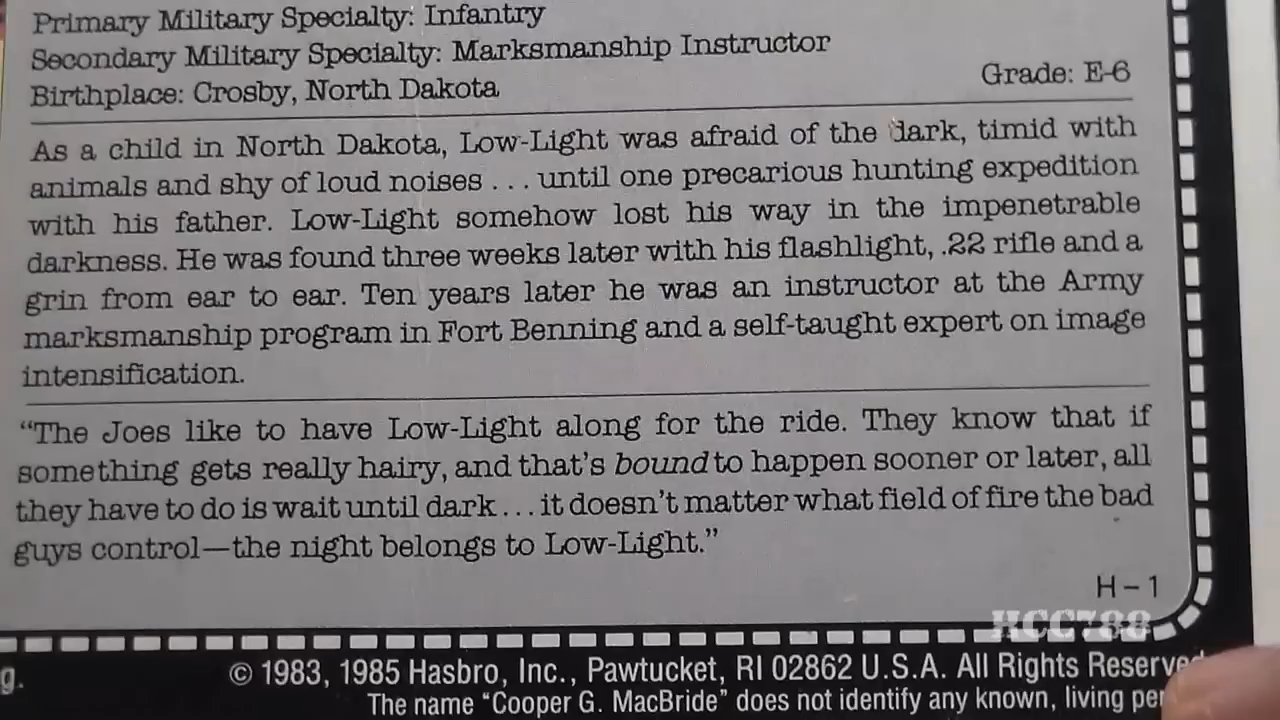 Primary Military Specialty: Infantry
Secondary Military Specialty: Marksmanship Instructor
Birthplace: Crosby, North Dakota
Grade: E-6
As a child in North Dakota, Low-Light was afraid of the dark, timid with
animals and shy of loud noises . . . until one precarious hunting expedition
with his father. Low-Light somehow lost his way in the impenetrable
darkness. He was found three weeks later with his flashlight, .22 rifle and a
grin from ear to ear. Ten years later he was an instructor at the Army
marksmanship program in Fort Benning and a self-taught expert on image
intensification.
“The Joes like to have Low-Light along for the ride. They know that if
something gets really hairy, and that’s bound to happen sooner or later, all
they have to do is wait until dark . . . it doesn’t matter what field of fire the bad
guys control—the night belongs to Low-Light.”
H-1
HCC788
g.
© 1983, 1985 Hasbro, Inc., Pawtucket, RI 02862 U.S.A. All Rights Reserve
The name “Cooper G. MacBride” does not identify any known, living per